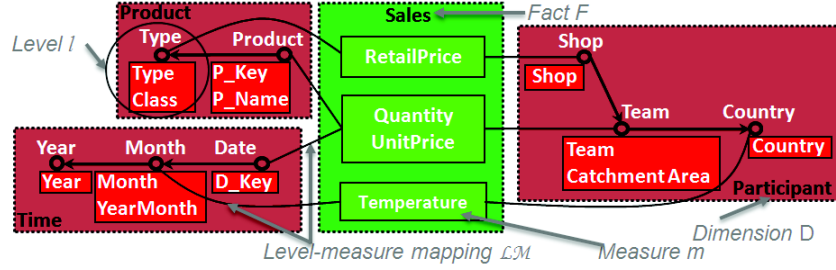 Product
Sales
Fact F
Level l
Type
Product
Shop
RetailPrice
Type
Class
P_Key
P_Name
Shop
Quantity
UnitPrice
Team
Country
Year
Month
Date
Team
Catchment Area
Country
Year
Month
YearMonth
D_Key
Temperature
Participant
Time
Level-measure mapping ℒℳ
Measure m
Dimension D